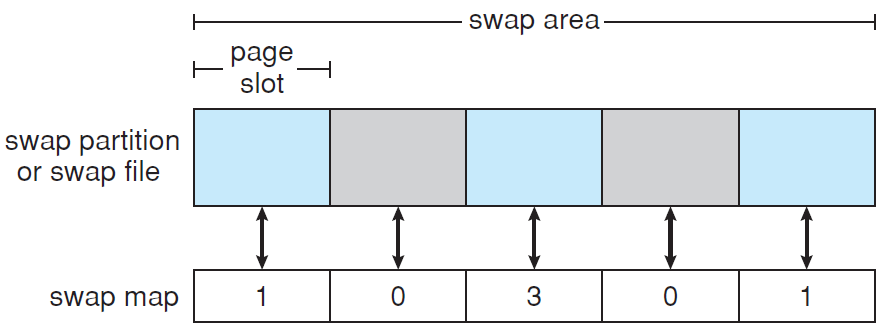 swap area
page
slot
swap partition
or swap file
swap map 1 0 3 0 1